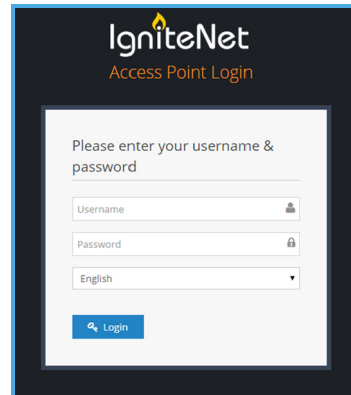 IgniteNet
Access Point Login
Please enter your username &
password
Username
Password
English
Login